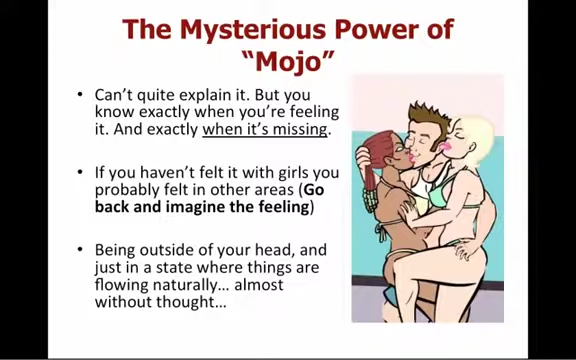 The Mysterious Power of
“Mojo”
• Can’t quite explain it. But you
know exactly when you’re feeling
it. And exactly when it’s missing.
• If you haven’t felt it with girls you
probably felt in other areas (Go
back and imagine the feeling)
• Being outside of your head, and
just in a state where things are
flowing naturally… almost
without thought…